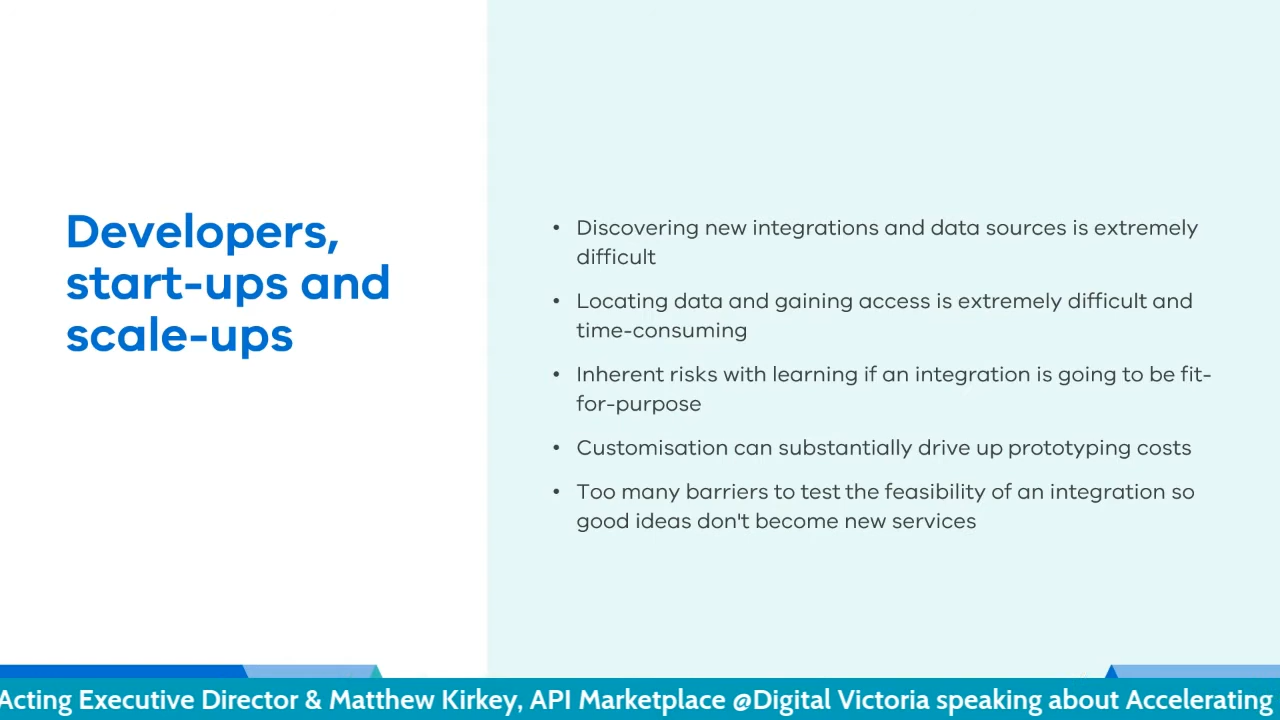 Developers,
start-ups and
scale-ups
• Discovering new integrations and data sources is extremely
difficult
• Locating data and gaining access is extremely difficult and
time-consuming
• Inherent risks with learning if an integration is going to be fit-
for-purpose
• Customisation can substantially drive up prototyping costs
• Too many barriers to test the feasibility of an integration so
good ideas don't become new services
Acting Executive Director & Matthew Kirkey, API Marketplace @Digital Victoria speaking about Accelerating